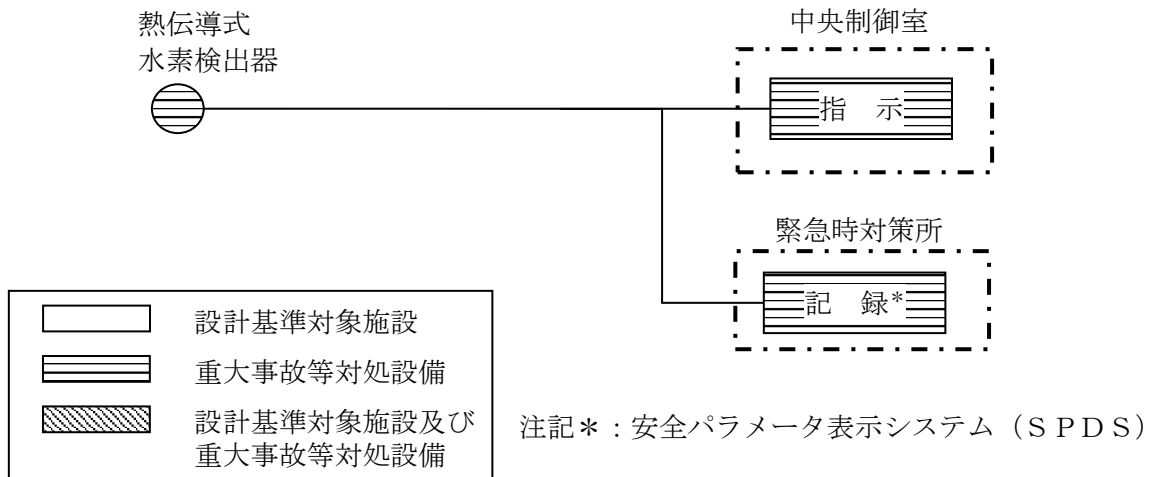 熱伝導式
水素検出器
中央制御室
指　示
緊急時対策所
記　録*
設計基準対象施設
重大事故等対処設備
設計基準対象施設及び
重大事故等対処設備
注記＊：安全パラメータ表示システム（ＳＰＤＳ）